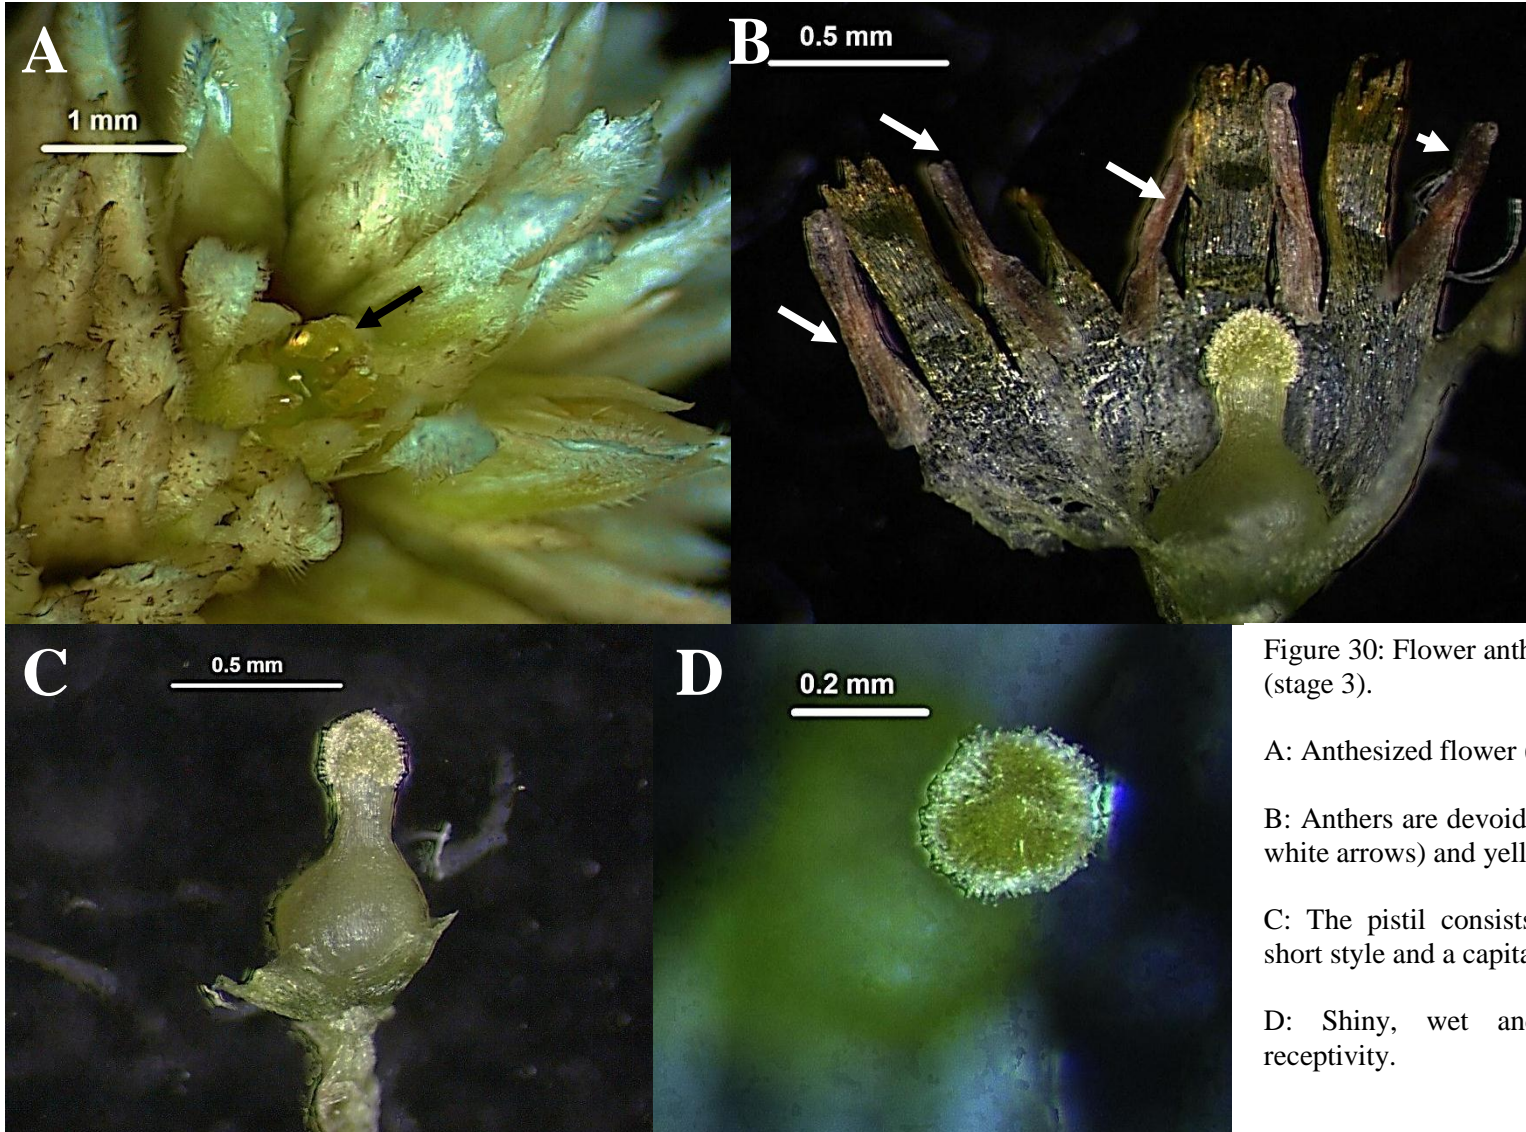 A
1 mm
B
0.5 mm
C
0.5 mm
D
0.2 mm
Figure 30: Flower
(stage 3).
A: Anthesized flower
B: Anthers are devoid
white arrows) and
C: The pistil consists
short style and a
D: Shiny, wet
receptivity.